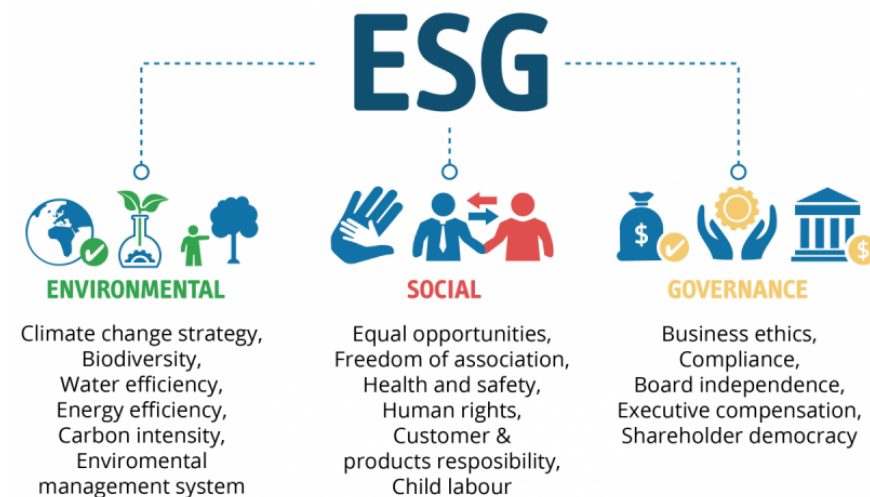 ESG
ENVIRONMENTAL
Climate change strategy,
Biodiversity,
Water efficiency,
Energy efficiency,
Carbon intensity,
Enviromental
management system
SOCIAL
Equal opportunities,
Freedom of association,
Health and safety,
Human rights,
Customer &
products resposibility,
Child labour
$
$
GOVERNANCE
Business ethics,
Compliance,
Board independence,
Executive compensation,
Shareholder democracy